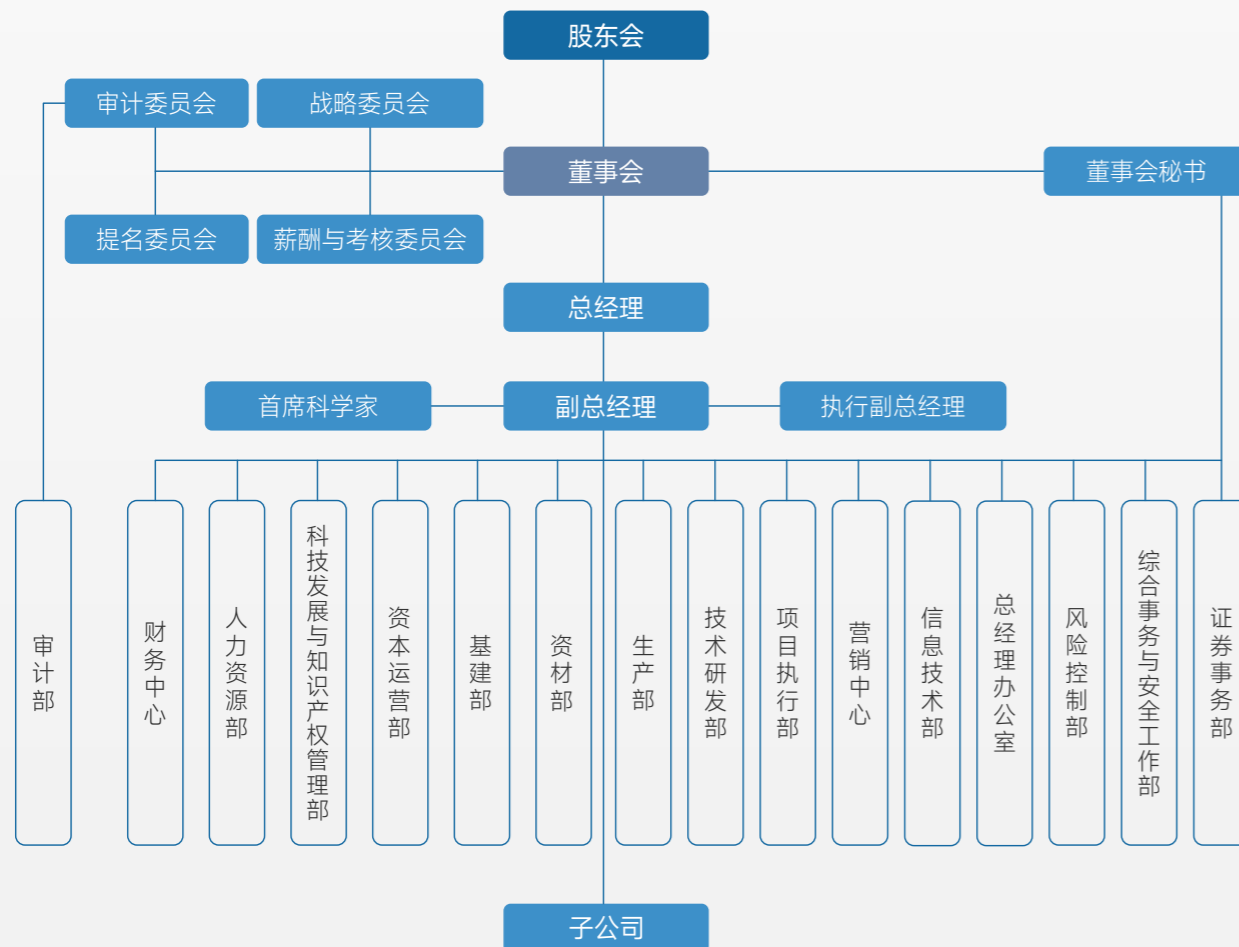 股东会
审计委员会
战略委员会
董事会
董事会秘书
提名委员会
薪酬与考核委员会
总经理
首席科学家
副总经理
执行副总经理
审计部
财务中心
人力资源部
科技发展与知识产权管理部
资本运营部
基建部
资材部
生产部
技术研发部
项目执行部
营销中心
信息技术部
总经理办公室
风险控制部
综合事务与安全工作部
证券事务部
子公司